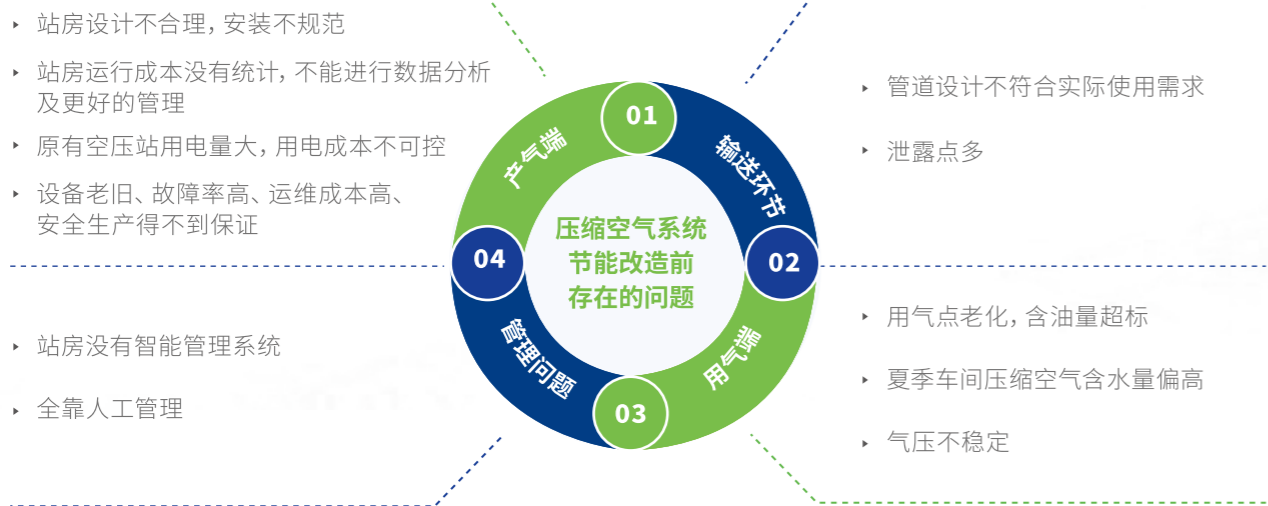 站房设计不合理，安装不规范
站房运行成本没有统计，不能进行数据分析
及更好的管理
原有空压站用电量大，用电成本不可控
设备老旧、故障率高、运维成本高、
安全生产得不到保证
01
产气端
输送环节
管道设计不符合实际使用需求
泄露点多
压缩空气系统
节能改造前
存在的问题
04
02
站房没有智能管理系统
全靠人工管理
管理问题
用气端
03
用气点老化，含油量超标
夏季车间压缩空气含水量偏高
气压不稳定